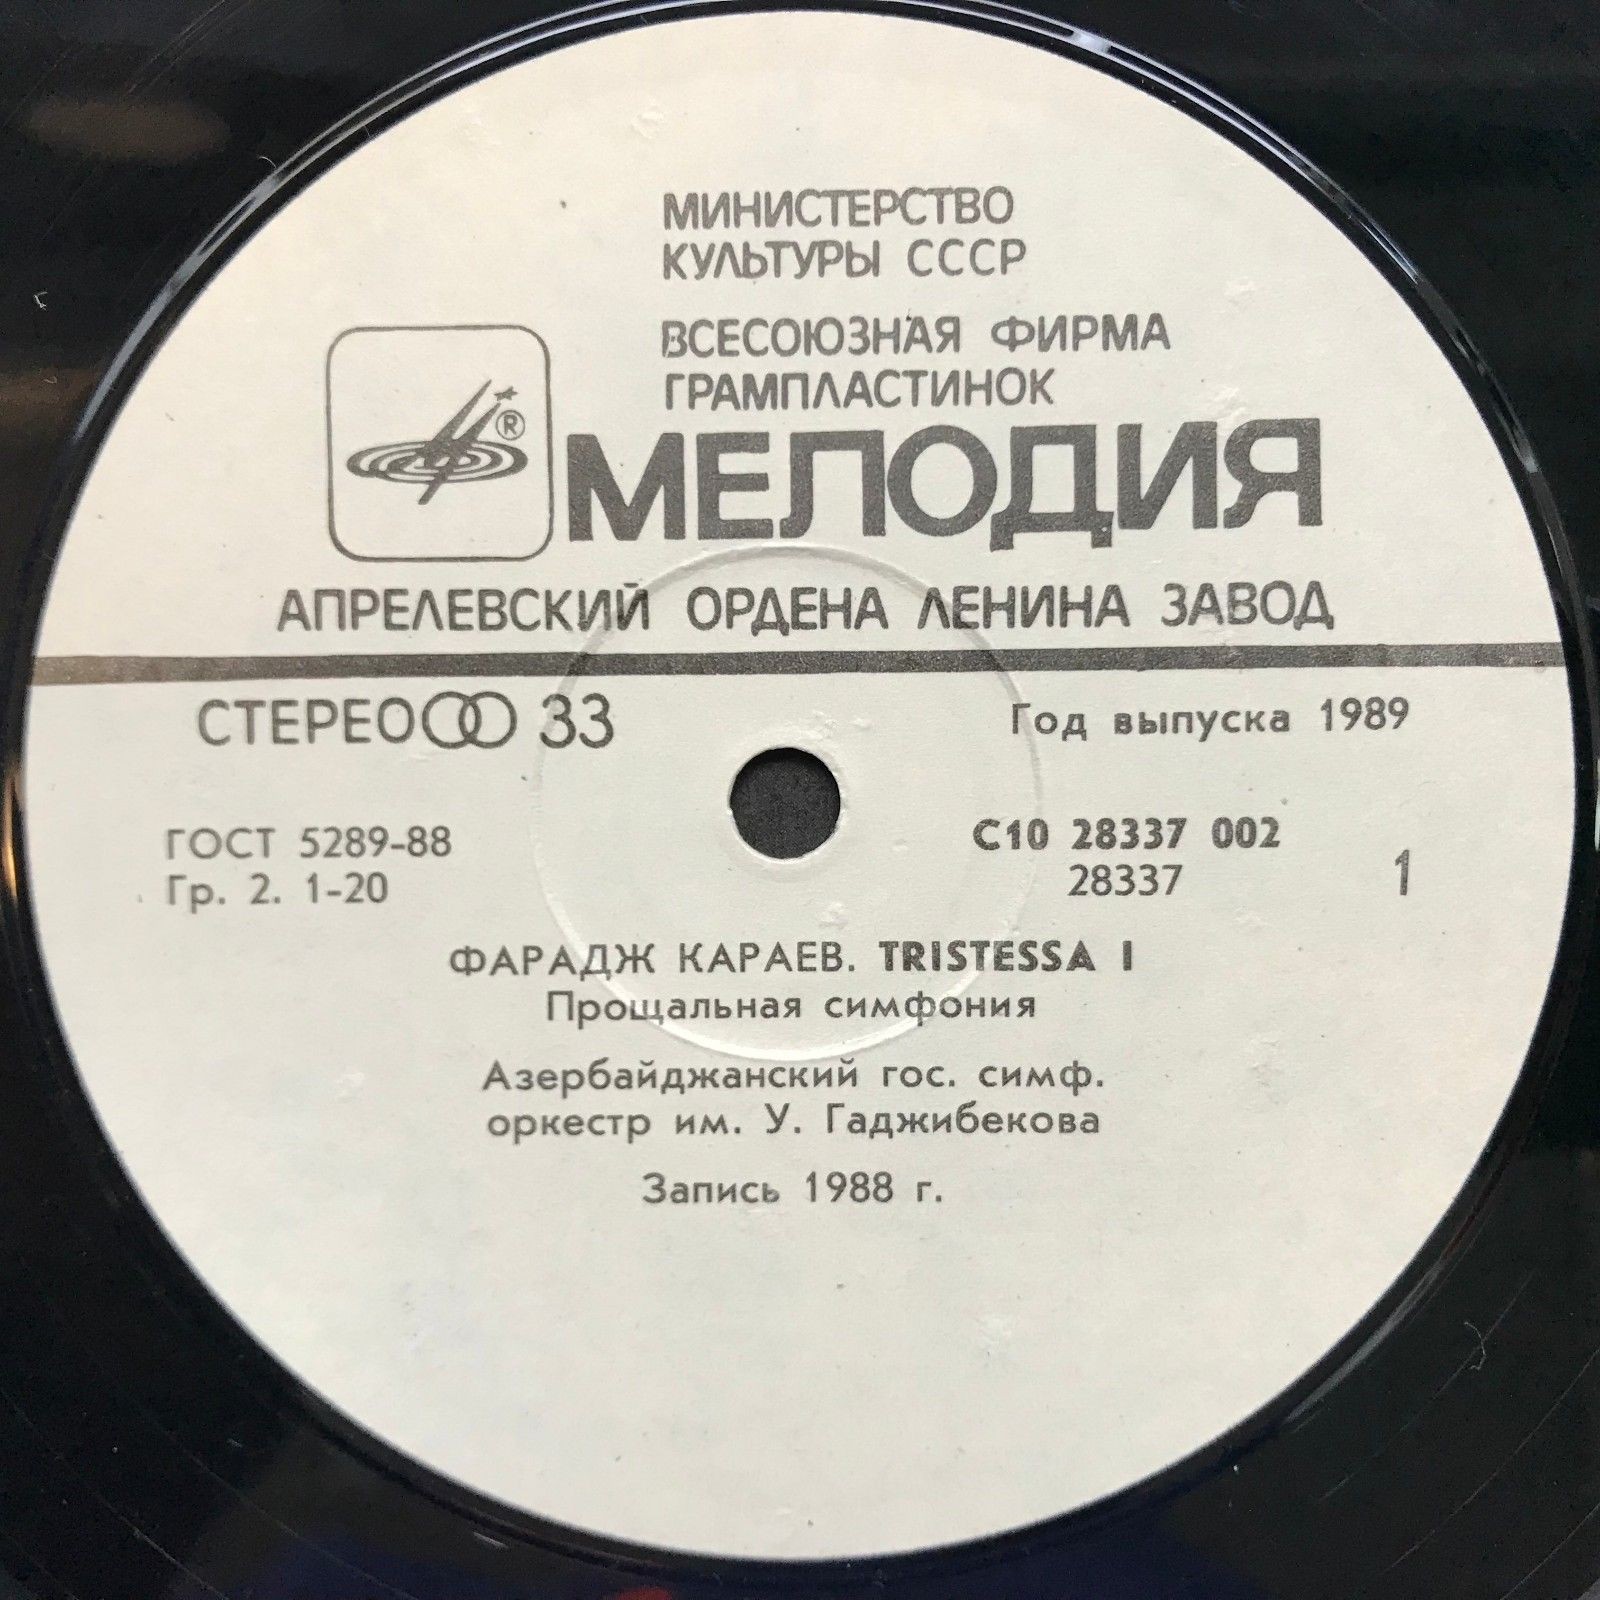 МИНИСТЕРСТВО
КУЛЬТУРЫ СССР
ВСЕСОЮЗНАЯ ФИРМА
ГРАМПЛАСТИНОК
®
МЕЛОДИЯ
АПРЕЛЕВСКИЙ ОРДЕНА ЛЕНИНА ЗАВОД
СТЕРЕО 33
Год выпуска 1989
ГОСТ 5289-88
Гр. 2. 1-20
С10 28337 002
28337
1
ФАРАДЖ КАРАЕВ. TRISTESSA I
Прощальная симфония
Азербайджанский гос. симф.
оркестр им. У. Гаджибекова
Запись 1988 г.